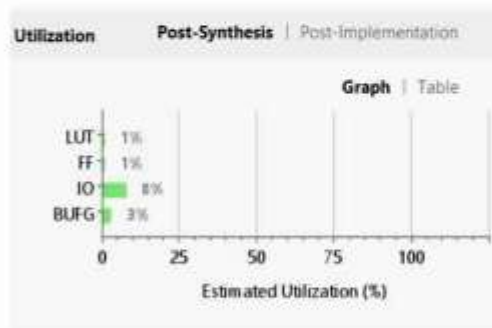 Utilization Post-Synthesis | Post-Implementation
Graph | Table
LUT 1%
FF 1%
IO 8%
BUFG 3%
0 25 50 75 100
Estimated Utilization (%)